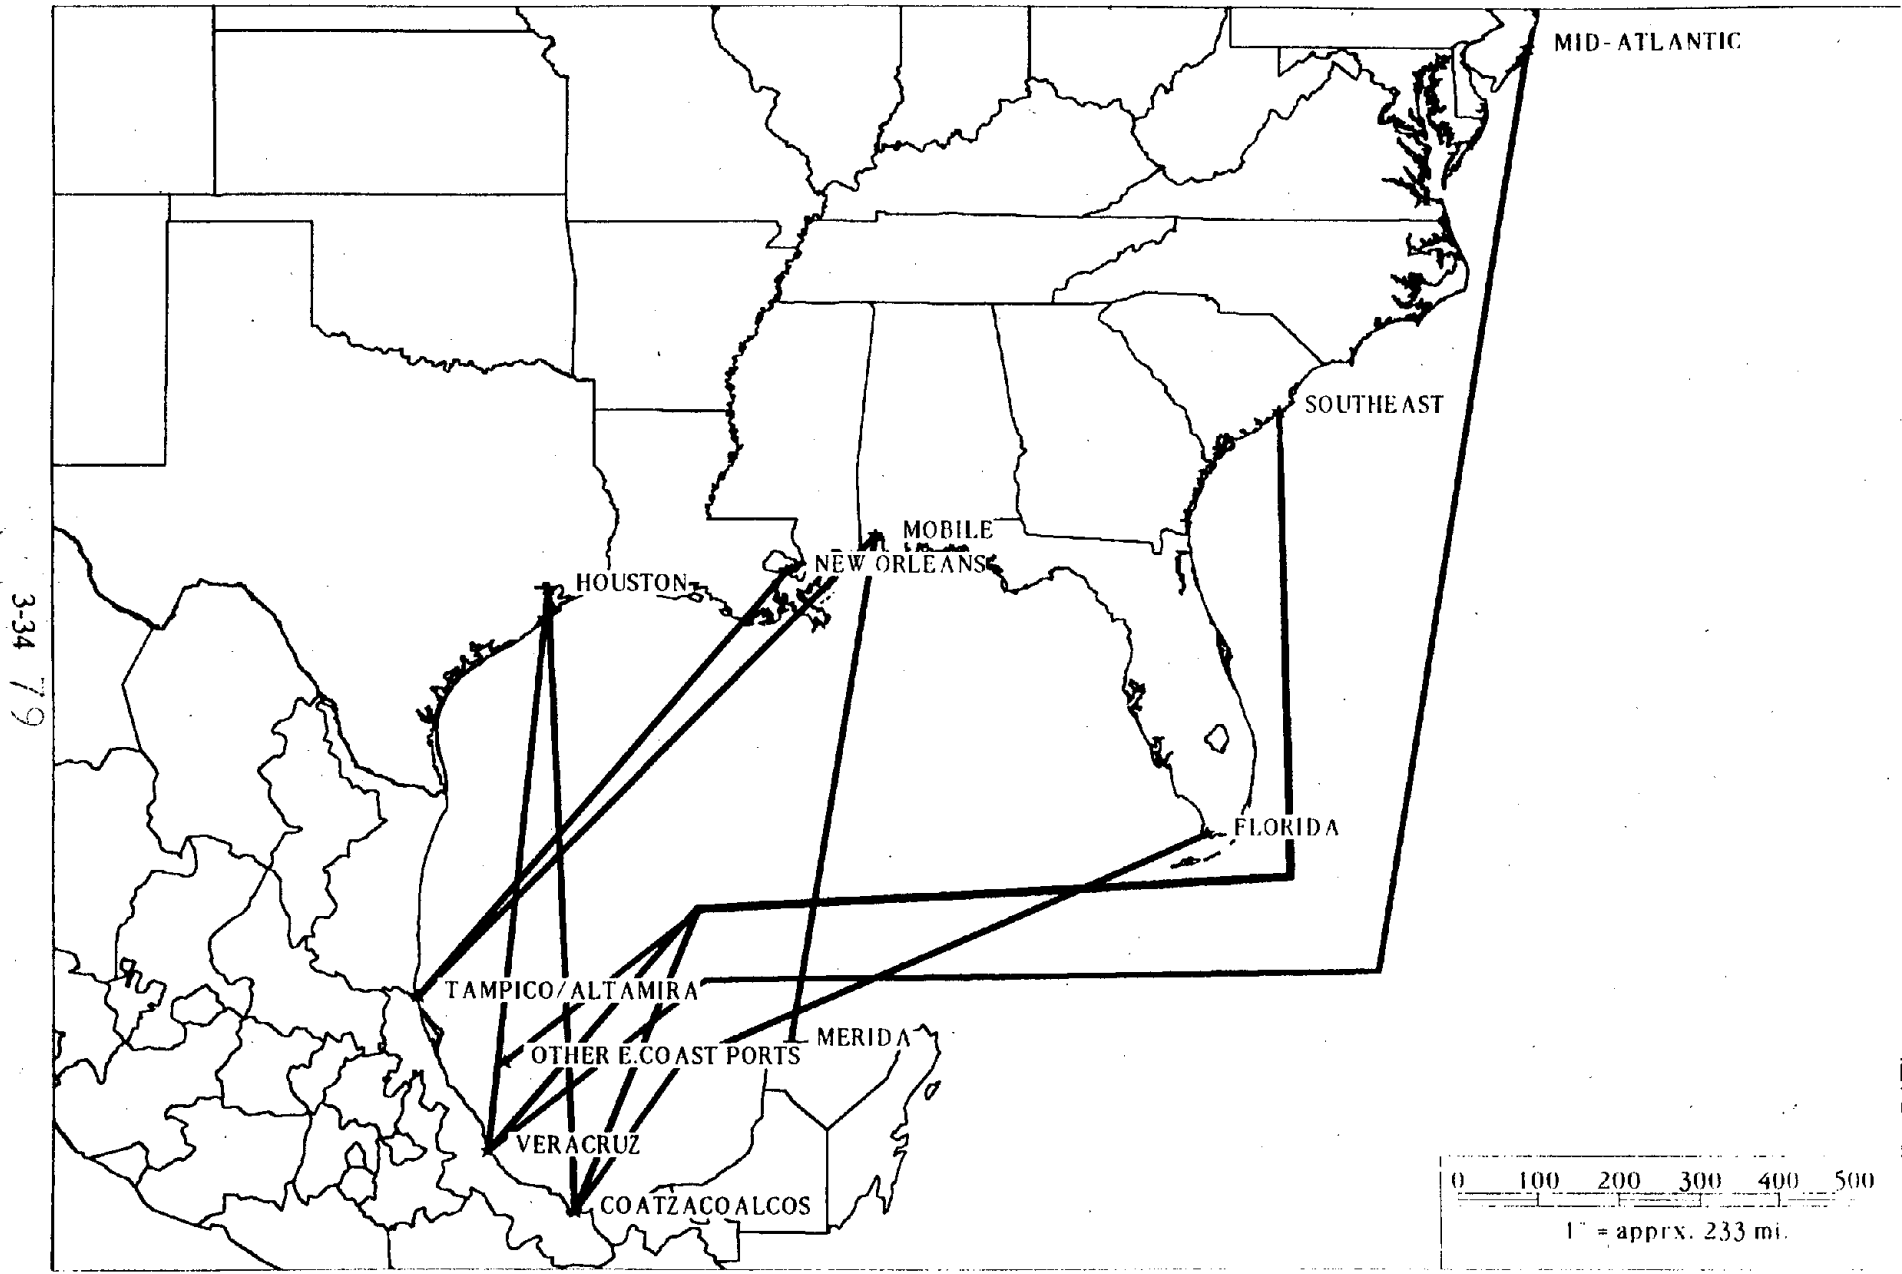 MID-ATLANTIC
SOUTHEAST
MOBILE
NEW ORLEANS
HOUSTON
3-34 79
FLORIDA
TAMPICO/ALTAMIRA
MERIDA
OTHER E.COAST PORTS
VERACRUZ
COATZACOALCOS
0 100 200 300 400 500
1" = apprx. 233 mi.